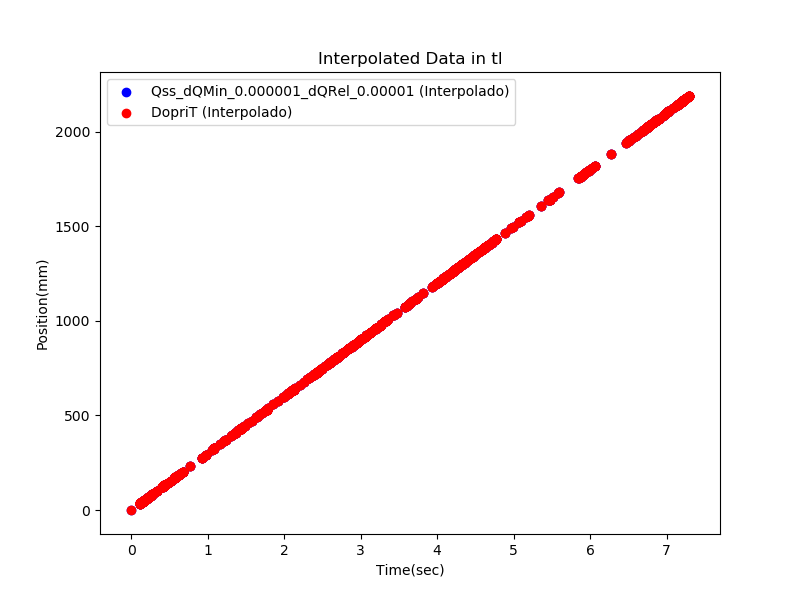 Interpolated Data in tl
Qss_dQMin_0.000001_dQRel_0.00001 (Interpolado)
DopriT (Interpolado)
Position(mm)
2000
1500
1000
500
0
0 1 2 3 4 5 6 7
Time(sec)